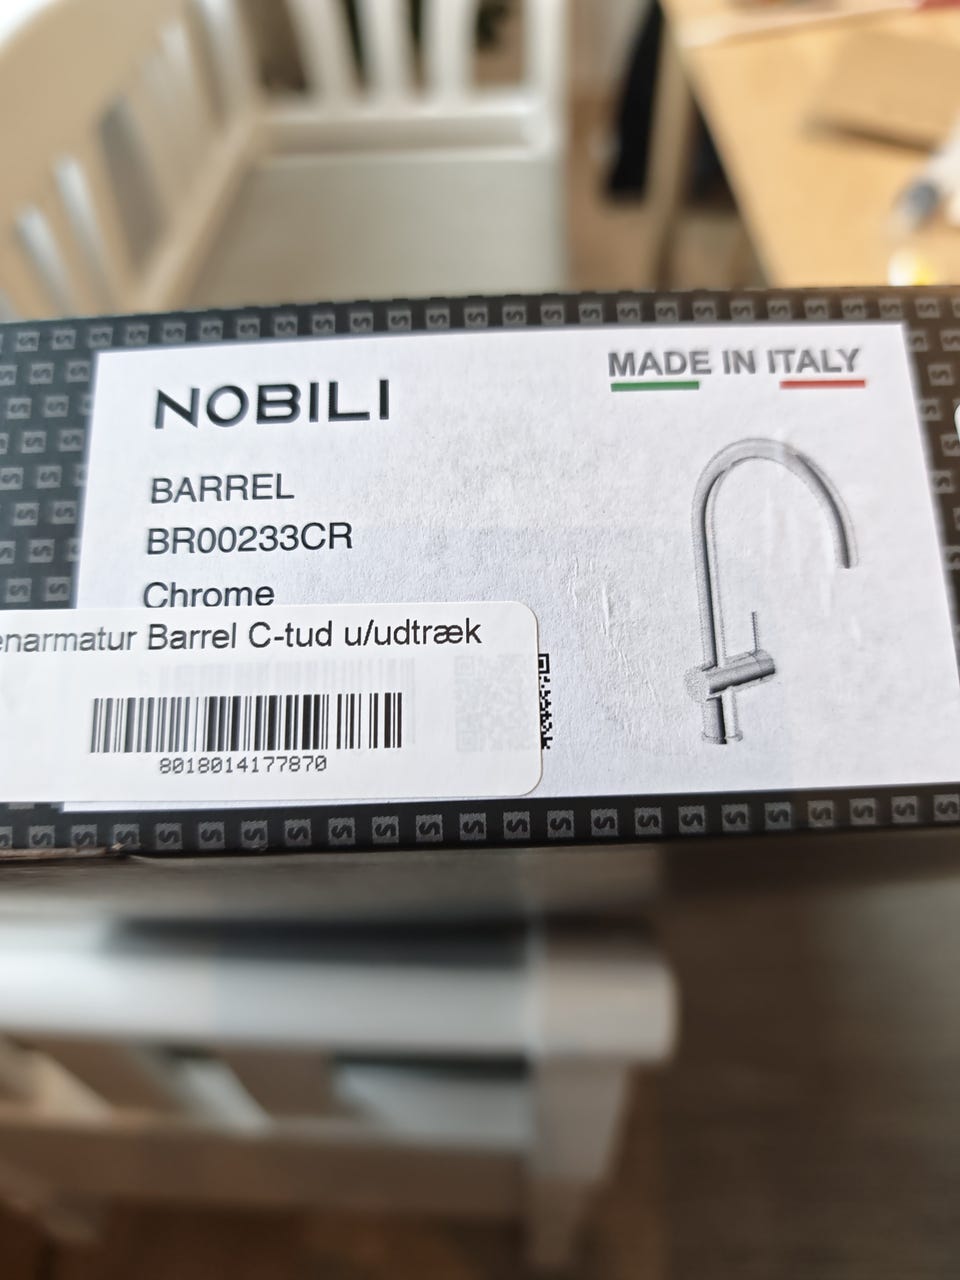 NOBILI
MADE IN ITALY
BARREL
BR00233CR
Chrome
enarmatur Barrel C-tud u/udtræk
8018014177870